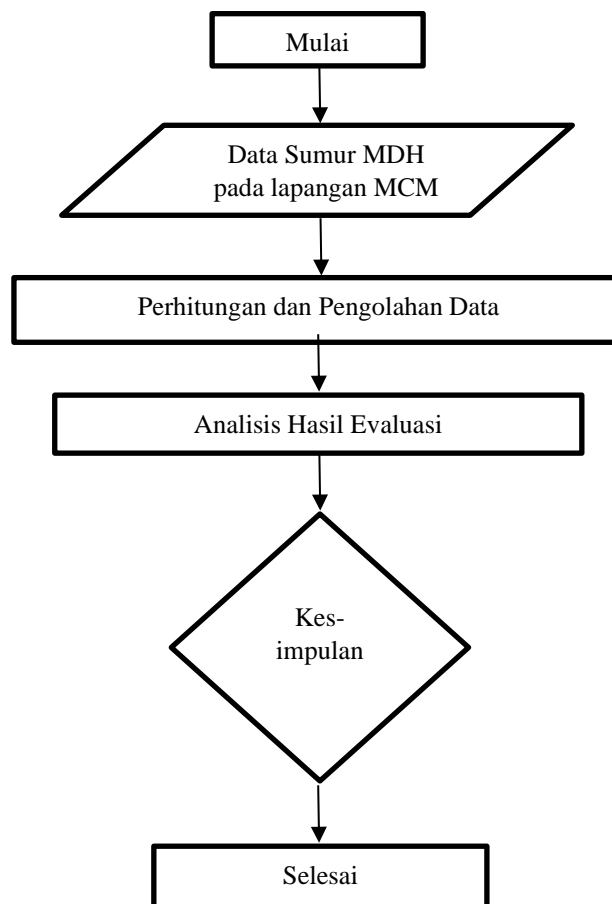 Mulai
Data Sumur MDH
pada lapangan MCM
Perhitungan dan Pengolahan Data
Analisis Hasil Evaluasi
Kes-
impulan
Selesai